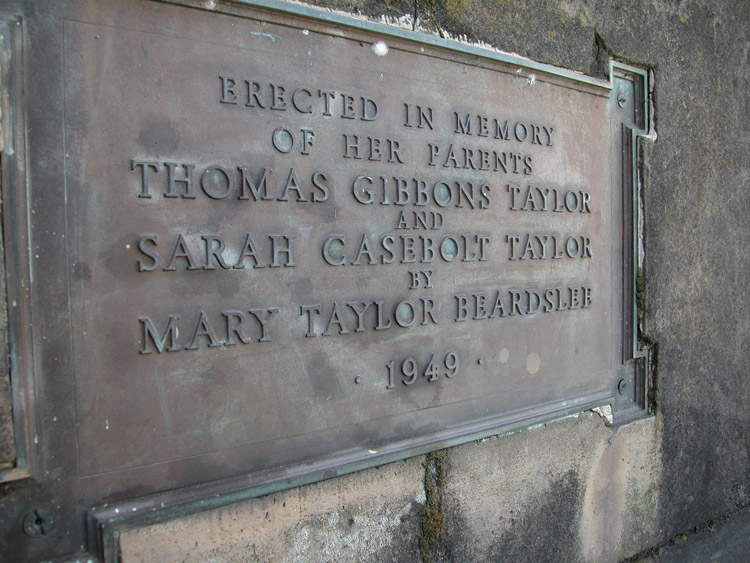 ERECTED IN MEMORY
OF HER PARENTS
THOMAS GIBBONS TAYLOR
AND
SARAH CASEBOLT TAYLOR
BY
MARY TAYLOR BEARDSLEE
· 1949 ·